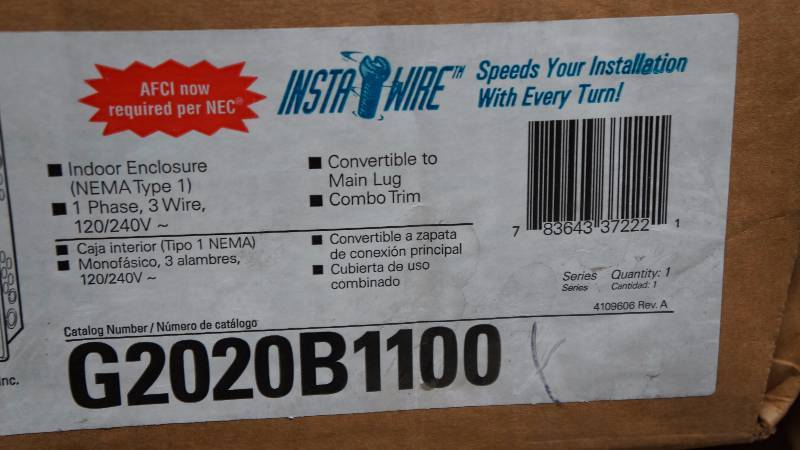 AFCI now
required per NEC®
INSTA WIRE™
Speeds Your Installation
With Every Turn!
Indoor Enclosure
(NEMA Type 1)
1 Phase, 3 Wire,
120/240V ~
Convertible to
Main Lug
Combo Trim
Caja interior (Tipo 1 NEMA)
Monofásico, 3 alambres,
120/240V ~
Convertible a zapata
de conexión principal
Cubierta de uso
combinado
7 83643 37222 1
Series Quantity: 1
Series Cantidad: 1
4109606 Rev. A
Catalog Number / Número de catálogo
G2020B1100
nc.